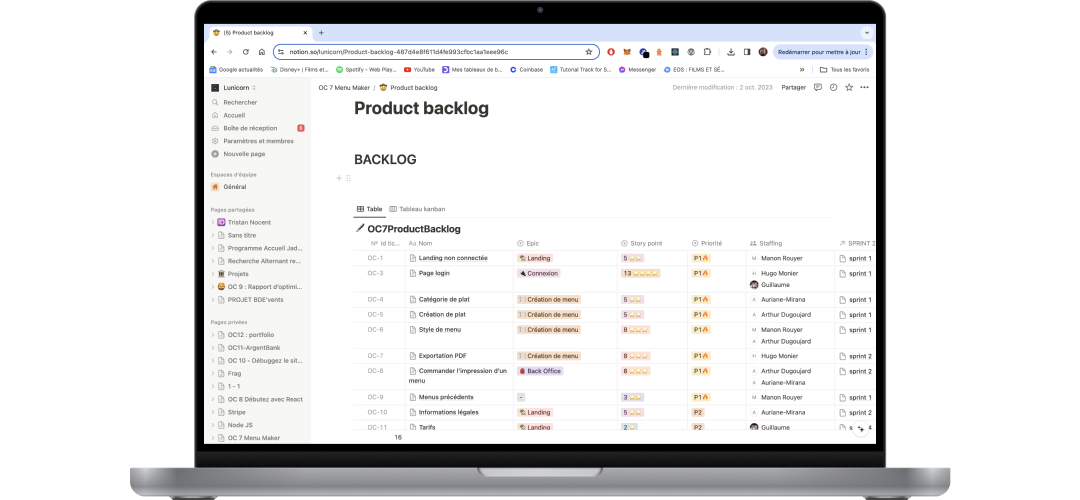 (5) Product backlog
notion.so/lunicorn/Product-backlog-487d4e8f611d4fe993cfbc1aa1eee96c
Redémarrer pour mettre à jour
Google actualités
Disney+ | Films et...
Spotify - Web Play...
YouTube
Mes tableaux de b...
Coinbase
Tutorial Track for S...
Messenger
EOS : FILMS ET SÉ...
Tous les favoris
Lunicorn
OC 7 Menu Maker / Product backlog
Dernière modification : 2 oct. 2023
Partager
Rechercher
Accueil
Boîte de réception
Paramètres et membres
Nouvelle page
Espaces d'équipe
Général
Pages partagées
Tristan Nocent
Sans titre
Programme Accueil Jad...
Recherche Alternant re...
Projets
OC 9 : Rapport d'optimi...
PROJET BDE'vents
Pages privées
OC12 : portfolio
OC11-ArgentBank
OC 10 - Débuggez le sit...
Frag
1 - 1
OC 8 Débutez avec React
Stripe
Node JS
OC 7 Menu Maker
Product backlog
BACKLOG
Table
Tableau kanban
OC7ProductBacklog
Nº id tic... Aa Nom Epic Story point Priorité Staffing SPRINT 2
OC-1 Landing non connectée Landing 5 P1 M Manon Rouyer sprint 1
OC-3 Page login Connexion 13 P1 H Hugo Monier sprint 1
Guillaume
OC-4 Catégorie de plat Création de menu 5 P1 A Auriane-Mirana sprint 1
OC-5 Création de plat Création de menu 5 P1 A Arthur Dugoujard sprint 1
OC-6 Style de menu Création de menu 8 P1 M Manon Rouyer sprint 1
A Arthur Dugoujard
OC-7 Exportation PDF Création de menu 8 P1 H Hugo Monier sprint 2
OC-8 Commander l'impression d'un Back Office 8 P1 A Arthur Dugoujard sprint 2
menu A Auriane-Mirana
OC-9 Menus précédents - 3 P1 M Manon Rouyer sprint 1
OC-10 Informations légales Landing 5 P2 A Auriane-Mirana sprint 2
OC-11 Tarifs Landing 2 P2 Guillaume
16